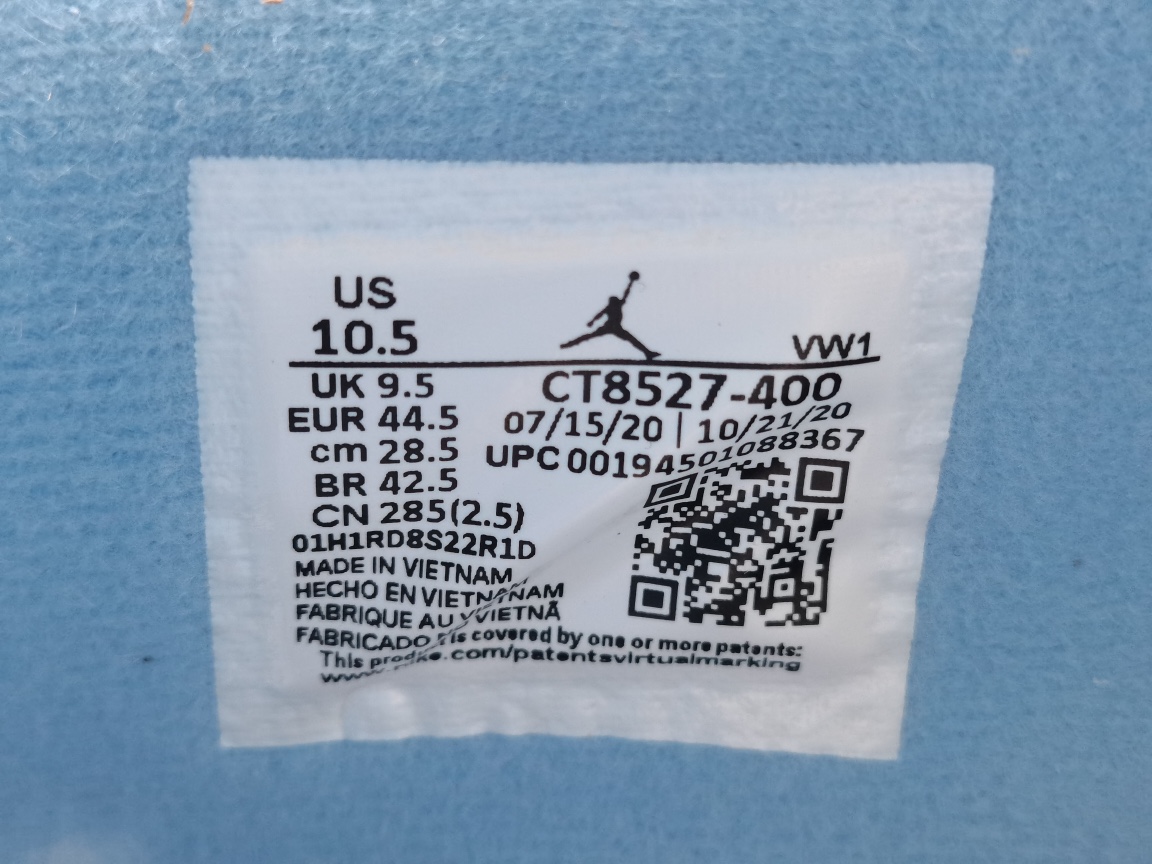 US
10.5
VW1
UK 9.5
CT8527-400
EUR 44.5
07/15/20 | 10/21/20
cm 28.5
UPC 00194501088367
BR 42.5
CN 285(2.5)
01H1RD8S22R1D
MADE IN VIETNAM
HECHO EN VIETNAM
FABRIQUE AU VIETNAM
FABRICADO
This is covered by one or more patents:
.com/patentsvirtualmarking